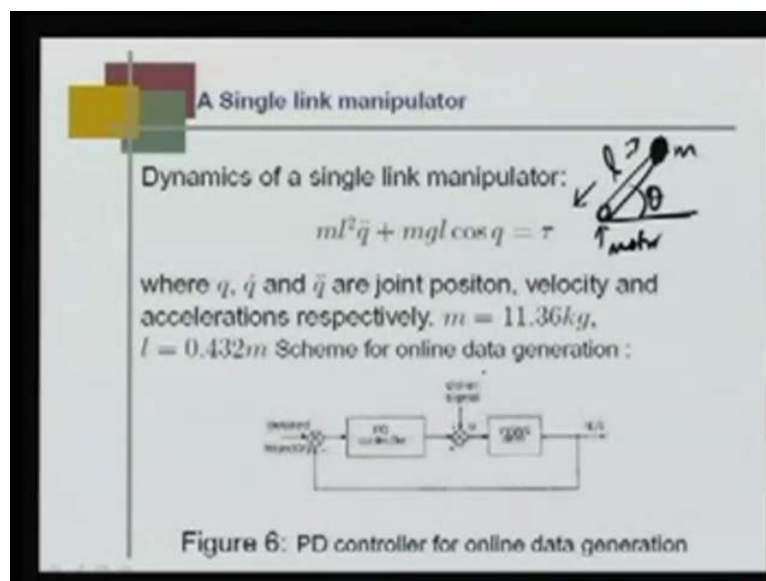 A Single link manipulator
Dynamics of a single link manipulator:
l
m
θ
motor
ml²q̈ + mgl cos q = τ
where q, q̇ and q̈ are joint positon, velocity and
accelerations respectively. m = 11.36kg,
l = 0.432m Scheme for online data generation :
signal
PD
controller
Figure 6: PD controller for online data generation